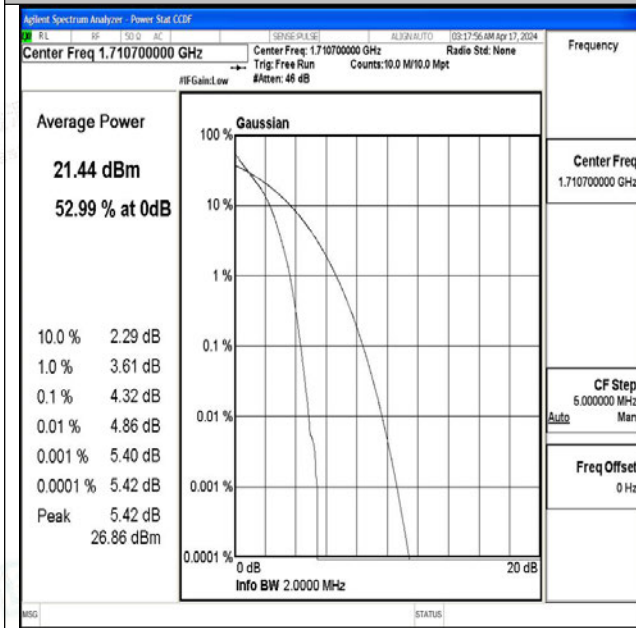 Agilent Spectrum Analyzer - Power Stat CCDF
RL RF 50 Ω AC SENSE:PULSE ALIGN AUTO 03:17:56 AM Apr 17, 2024
Center Freq 1.710700000 GHz
Center Freq: 1.710700000 GHz Radio Std: None
Trig: Free Run Counts:10.0 M/10.0 Mpt
#IFGain:Low #Atten: 46 dB
Frequency
Average Power
21.44 dBm
52.99 % at 0dB
10.0 % 2.29 dB
1.0 % 3.61 dB
0.1 % 4.32 dB
0.01 % 4.86 dB
0.001 % 5.40 dB
0.0001 % 5.42 dB
Peak 5.42 dB
26.86 dBm
Gaussian
100 %
10 %
1 %
0.1 %
0.01 %
0.001 %
0.0001 %
0 dB 20 dB
Info BW 2.0000 MHz
Center Freq
1.710700000 GHz
CF Step
5.000000 MHz
Auto Man
Freq Offset
0 Hz
MSG STATUS